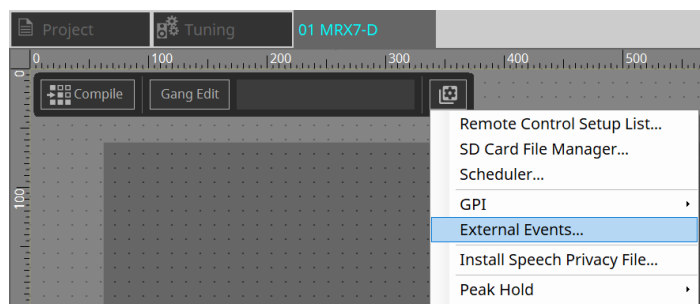 Project
Tuning
01 MRX7-D
0 100 200 300 400 500
0
Compile
Gang Edit
100
Remote Control Setup List...
SD Card File Manager...
Scheduler...
GPI
External Events...
Install Speech Privacy File...
Peak Hold